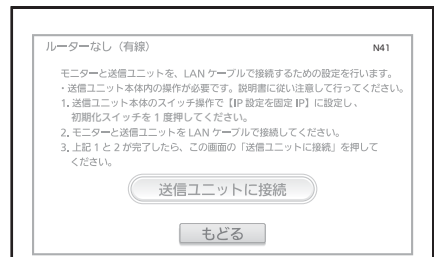 ルーターなし（有線）
N41
モニターと送信ユニットを、LAN ケーブルで接続するための設定を行います。
・送信ユニット本体内の操作が必要です。説明書に従い注意して行ってください。
1. 送信ユニット本体のスイッチ操作で【IP 設定を固定 IP】に設定し、
初期化スイッチを 1 度押してください。
2. モニターと送信ユニットを LAN ケーブルで接続してください。
3. 上記 1 と 2 が完了したら、この画面の「送信ユニットに接続」を押して
ください。
送信ユニットに接続
もどる